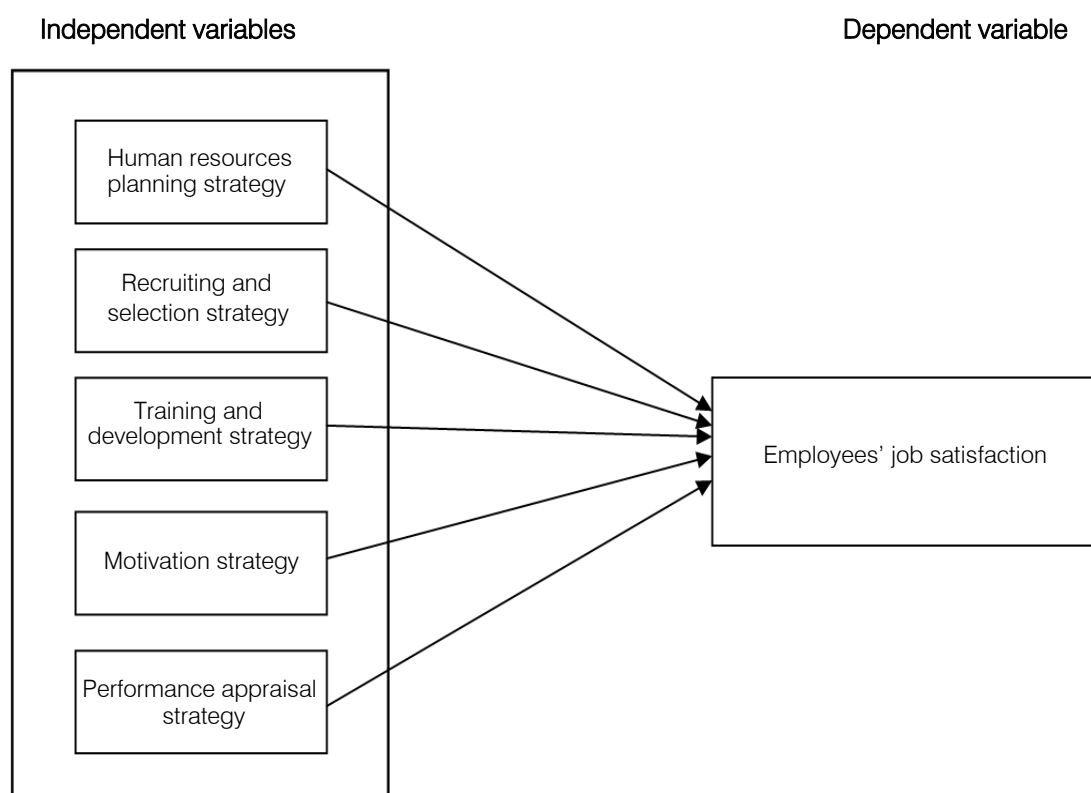 Independent variables
Dependent variable
Human resources
planning strategy
Recruiting and
selection strategy
Training and
development strategy
Motivation strategy
Performance appraisal
strategy
Employees’ job satisfaction